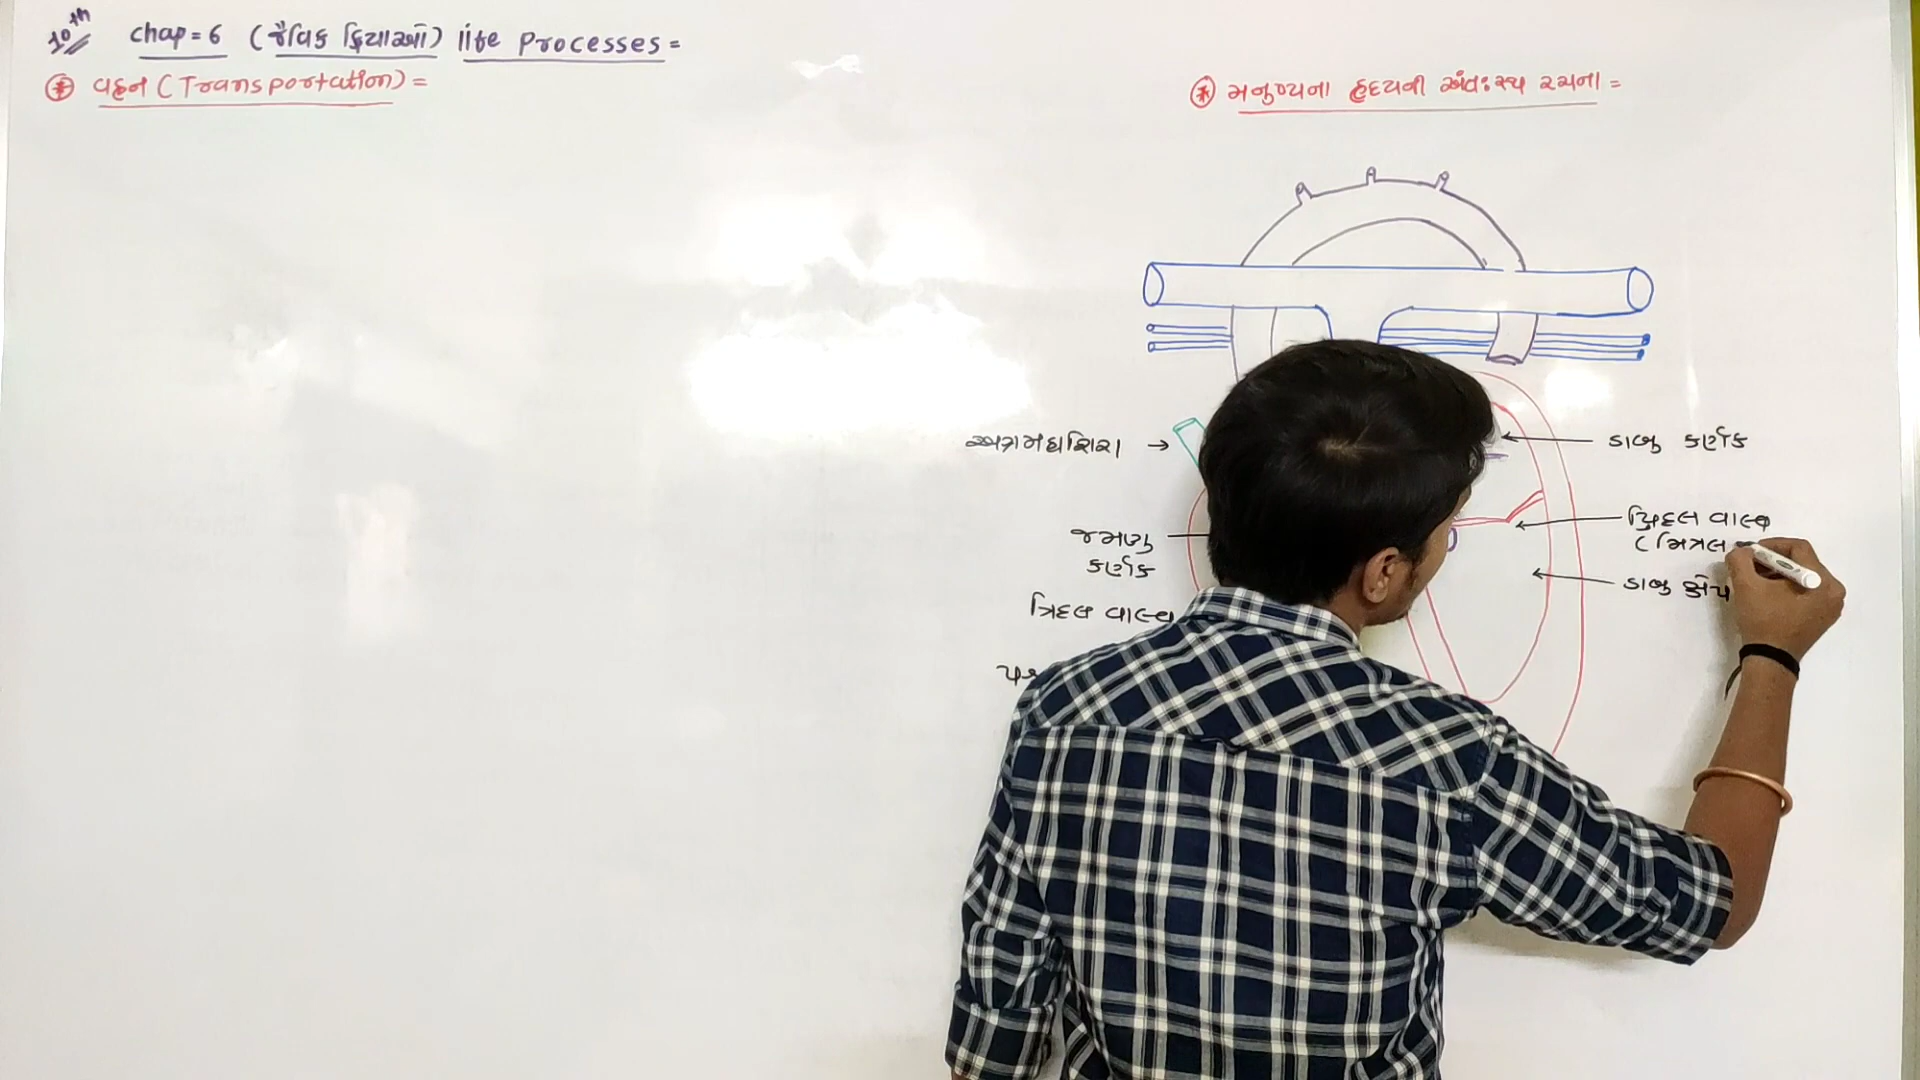 10th chap = 6 (જૈવિક ક્રિયાઓ) life Processes =
* વહન (Transportation) =
* મનુષ્યના હૃદયની અંતઃસ્થ રચના =
અગ્રમહાશિરા →
ડાબુ કર્ણક
જમણુ
કર્ણક
દ્વિદલ વાલ્વ
(મિત્રલ
ડાબુ ક્ષેપ
ત્રિદલ વાલ્વ